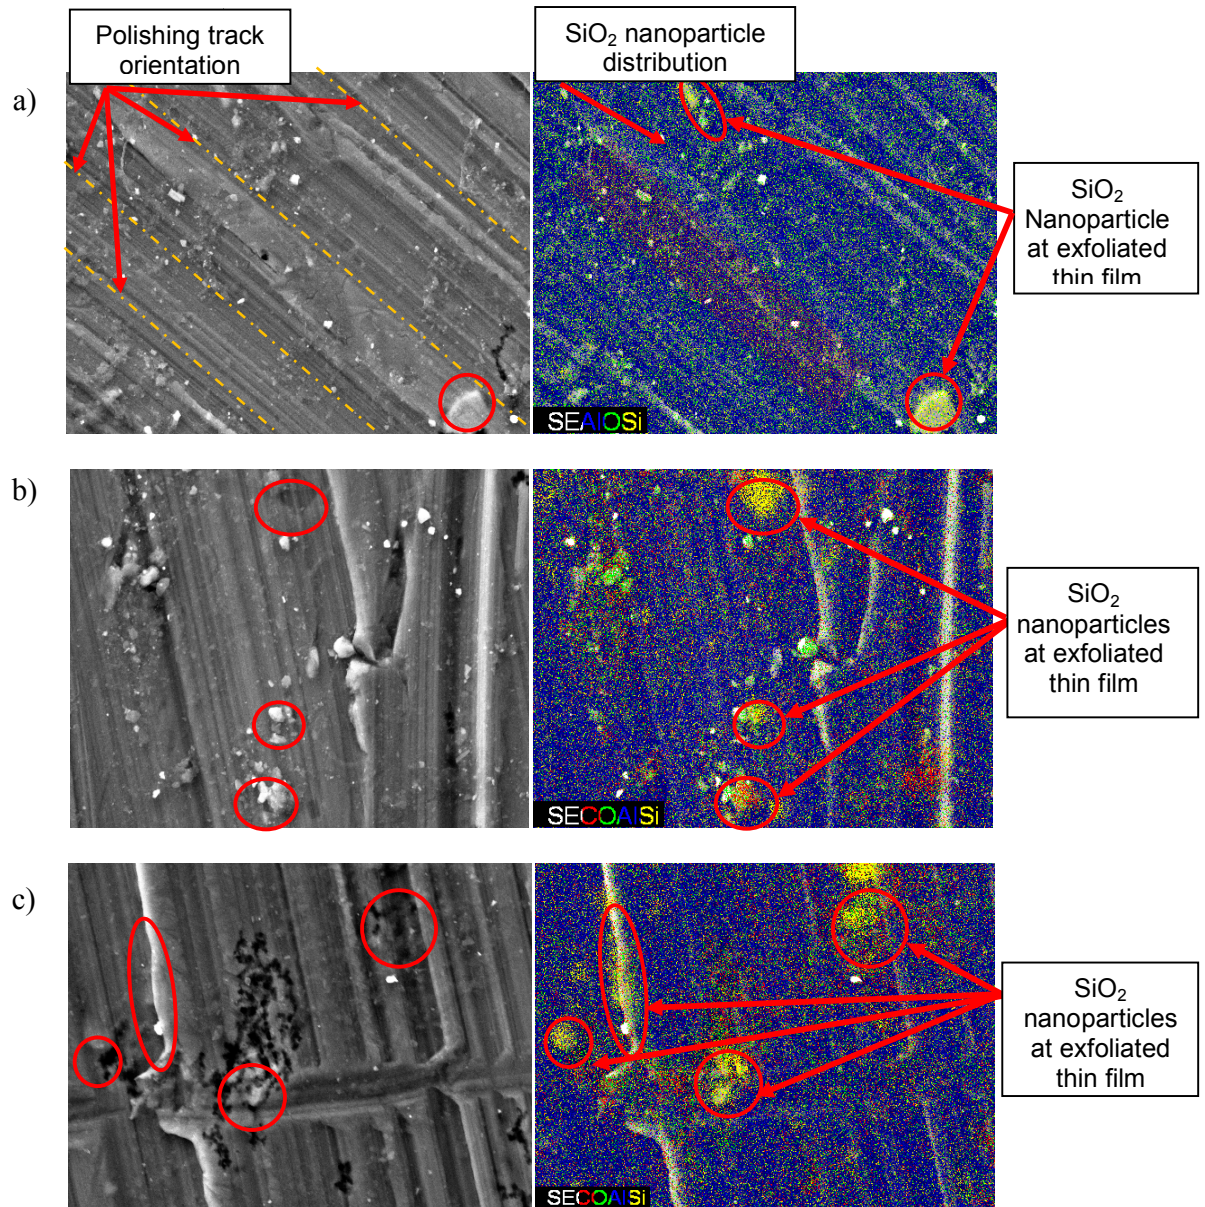 Polishing track
orientation
SiO₂ nanoparticle
distribution
a)
SiO₂
Nanoparticle
at exfoliated
thin film
SEAlOSi
b)
SiO₂
nanoparticles
at exfoliated
thin film
SECOAlSi
c)
SiO₂
nanoparticles
at exfoliated
thin film
SECOAlSi